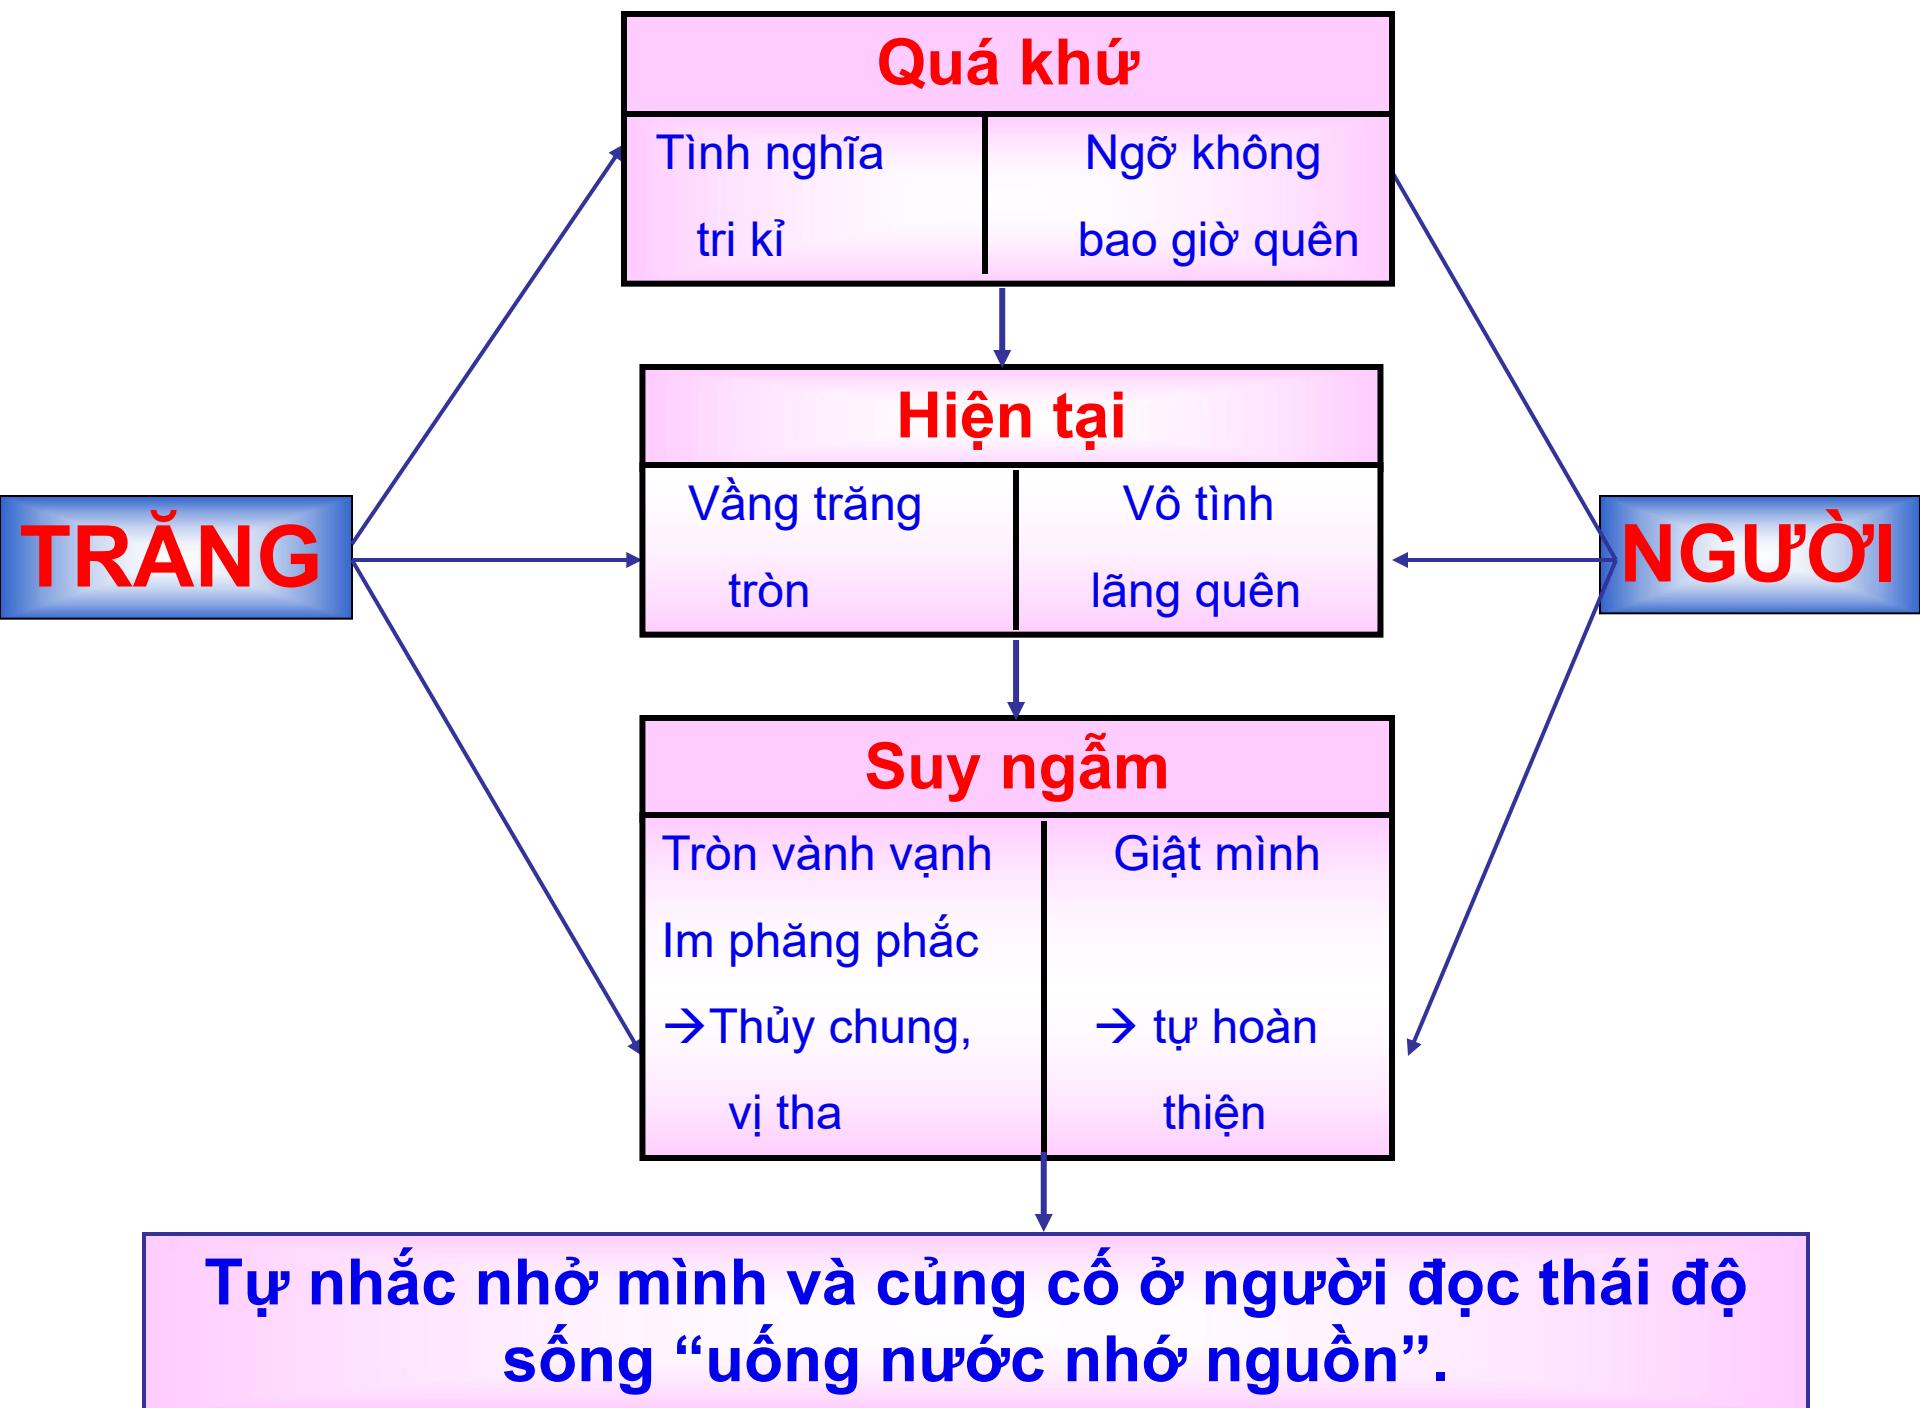 Quá khứ
Tình nghĩa
tri kỉ
Ngỡ không
bao giờ quên
Hiện tại
Vầng trăng
tròn
Vô tình
lãng quên
TRĂNG
NGƯỜI
Suy ngẫm
Tròn vành vạnh
Im phăng phắc
→Thủy chung,
vị tha
Giật mình
→ tự hoàn
thiện
Tự nhắc nhở mình và củng cố ở người đọc thái độ
sống “uống nước nhớ nguồn”.